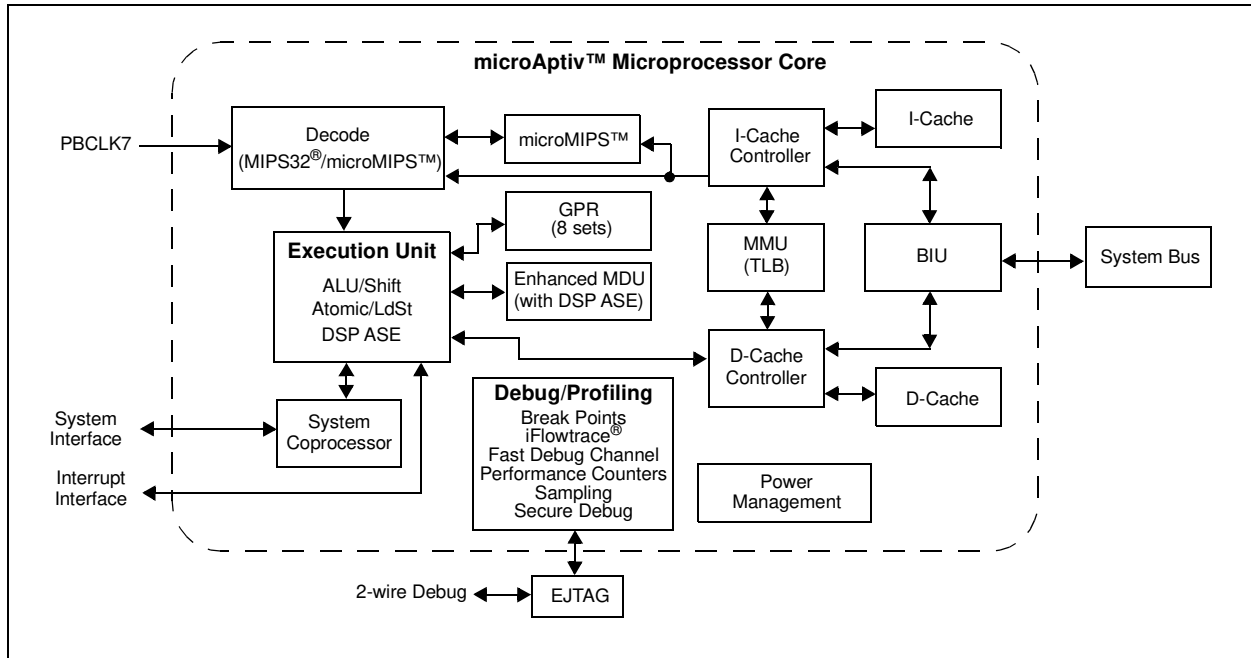 microAptiv™ Microprocessor Core
PBCLK7
Decode
(MIPS32®/microMIPS™)
microMIPS™
I-Cache
Controller
I-Cache
GPR
(8 sets)
Execution Unit
ALU/Shift
Atomic/LdSt
DSP ASE
Enhanced MDU
(with DSP ASE)
MMU
(TLB)
BIU
System Bus
D-Cache
Controller
D-Cache
Debug/Profiling
Break Points
iFlowtrace®
Fast Debug Channel
Performance Counters
Sampling
Secure Debug
System
Interface
System
Coprocessor
Interrupt
Interface
Power
Management
2-wire Debug
EJTAG